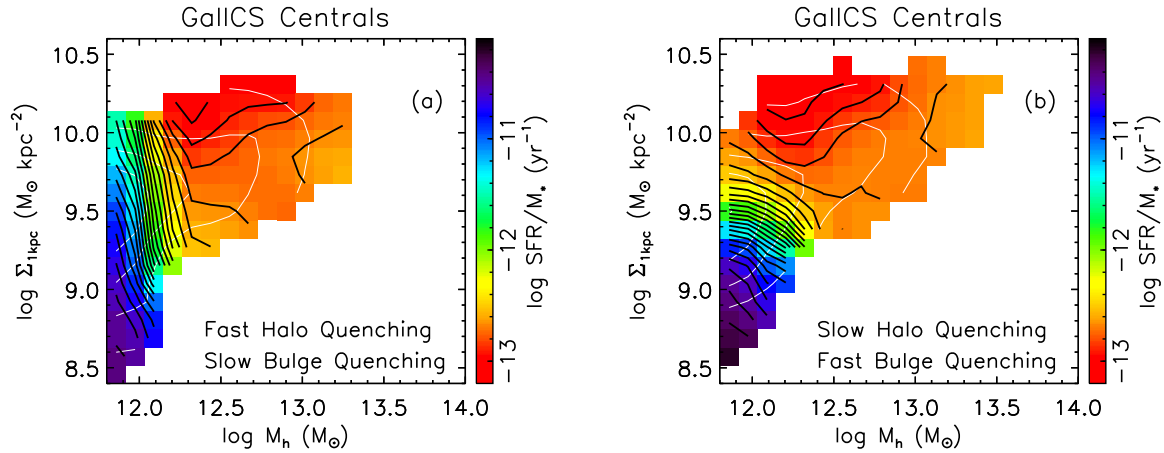 GalICS Centrals
(a)
Fast Halo Quenching
Slow Bulge Quenching
log Σ1kpc (M⊙ kpc−2)
10.5
10.0
9.5
9.0
8.5
12.0 12.5 13.0 13.5 14.0
log Mh (M⊙)
−11
−12
−13
log SFR/M* (yr−1)
GalICS Centrals
(b)
Slow Halo Quenching
Fast Bulge Quenching
log Σ1kpc (M⊙ kpc−2)
10.5
10.0
9.5
9.0
8.5
12.0 12.5 13.0 13.5 14.0
log Mh (M⊙)
−11
−12
−13
log SFR/M* (yr−1)